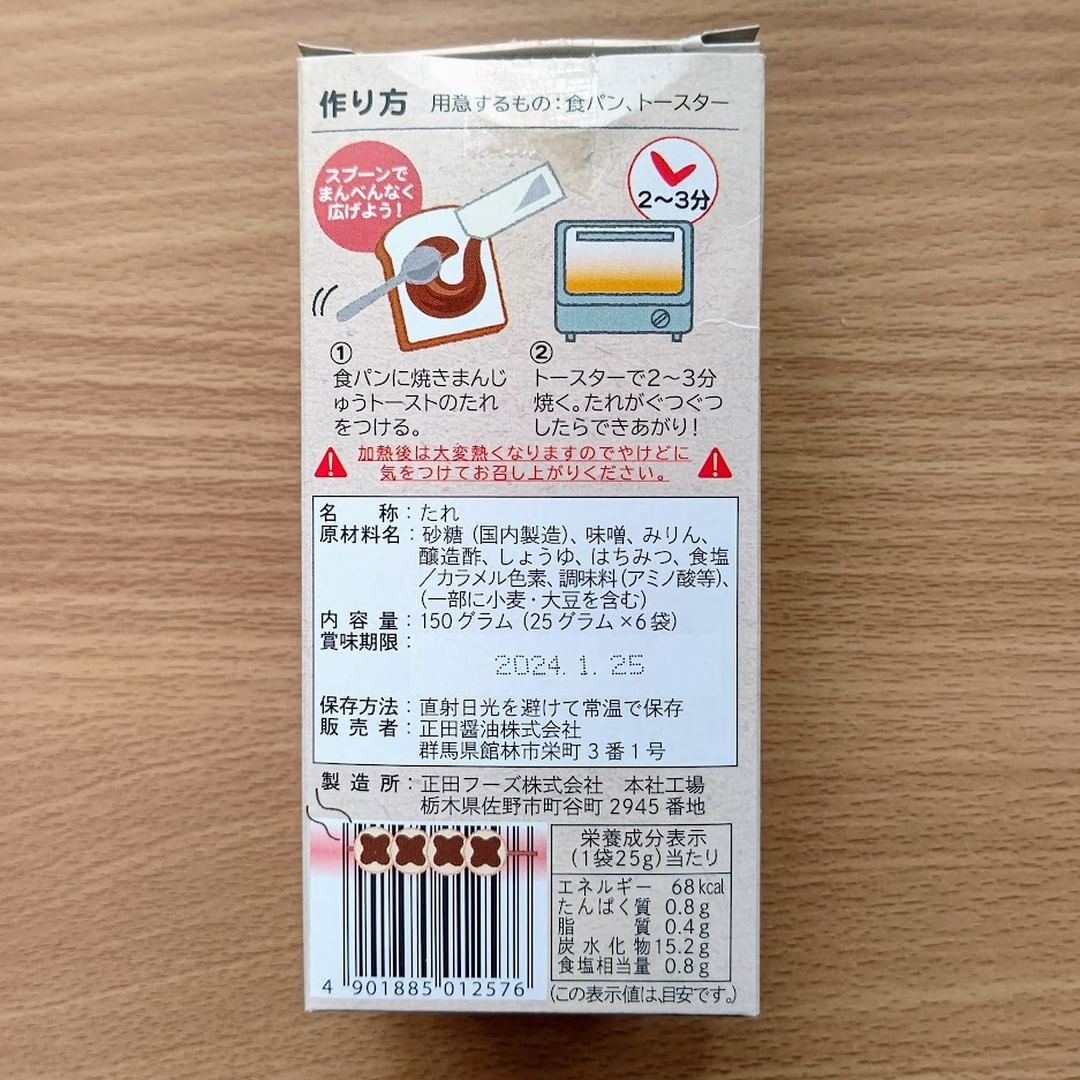 作り方 用意するもの：食パン、トースター
スプーンで
まんべんなく
広げよう！
2〜3分
①
食パンに焼きまんじ
ゅうトーストのたれ
をつける。
②
トースターで2〜3分
焼く。たれがぐつぐつ
したらできあがり！
加熱後は大変熱くなりますのでやけどに
気をつけてお召し上がりください。
名称：たれ
原材料名：砂糖（国内製造）、味噌、みりん、
醸造酢、しょうゆ、はちみつ、食塩
／カラメル色素、調味料（アミノ酸等）、
（一部に小麦・大豆を含む）
内容量：150グラム（25グラム×6袋）
賞味期限：
2024.1.25
保存方法：直射日光を避けて常温で保存
販売者：正田醤油株式会社
群馬県館林市栄町3番1号
製造所：正田フーズ株式会社 本社工場
栃木県佐野市町谷町2945番地
4 901885 012576
栄養成分表示
（1袋25g）当たり
エネルギー 68kcal
たんぱく質 0.8g
脂質 0.4g
炭水化物 15.2g
食塩相当量 0.8g
（この表示値は、目安です。）